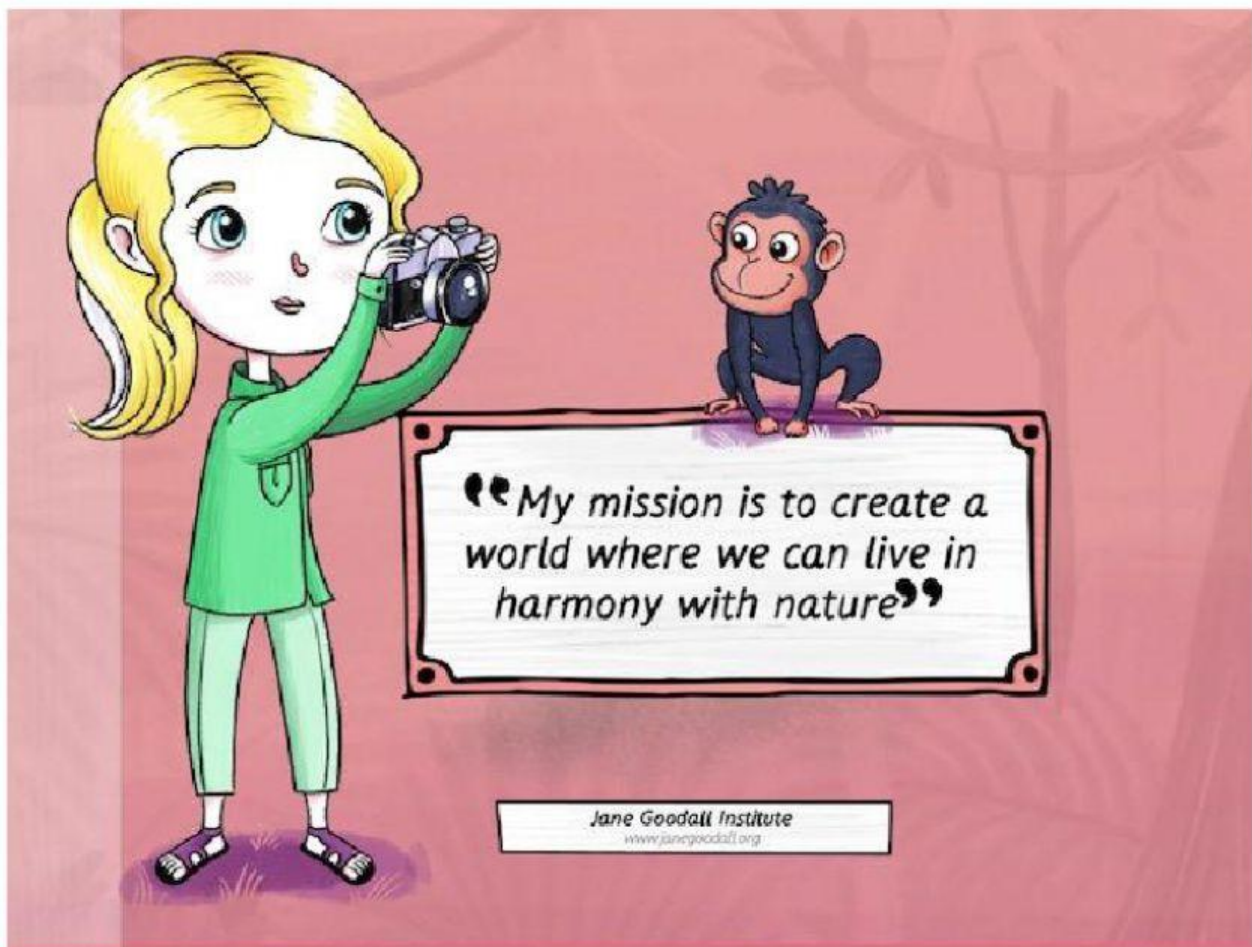 “My mission is to create a
world where we can live in
harmony with nature”
Jane Goodall Institute
www.janegoodall.org